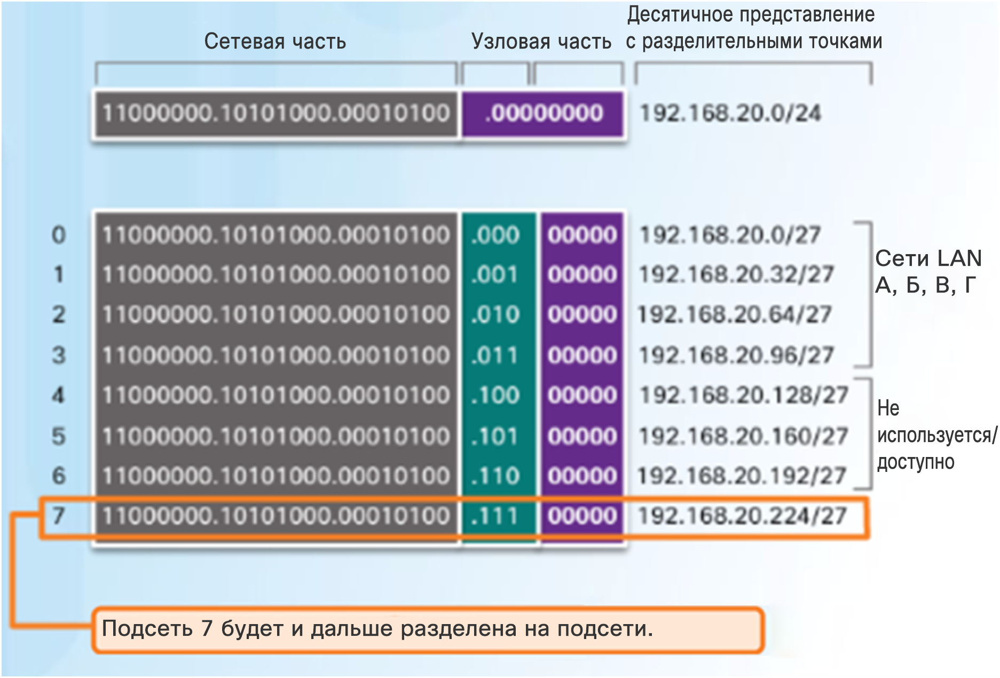 Десятичное представление
Сетевая часть Узловая часть с разделительными точками
11000000.10101000.00010100 .00000000 192.168.20.0/24
0 11000000.10101000.00010100 .000 00000 192.168.20.0/27
1 11000000.10101000.00010100 .001 00000 192.168.20.32/27
Сети LAN
А, Б, В, Г
2 11000000.10101000.00010100 .010 00000 192.168.20.64/27
3 11000000.10101000.00010100 .011 00000 192.168.20.96/27
4 11000000.10101000.00010100 .100 00000 192.168.20.128/27
Не
используется/
доступно
5 11000000.10101000.00010100 .101 00000 192.168.20.160/27
6 11000000.10101000.00010100 .110 00000 192.168.20.192/27
7 11000000.10101000.00010100 .111 00000 192.168.20.224/27
Подсеть 7 будет и дальше разделена на подсети.